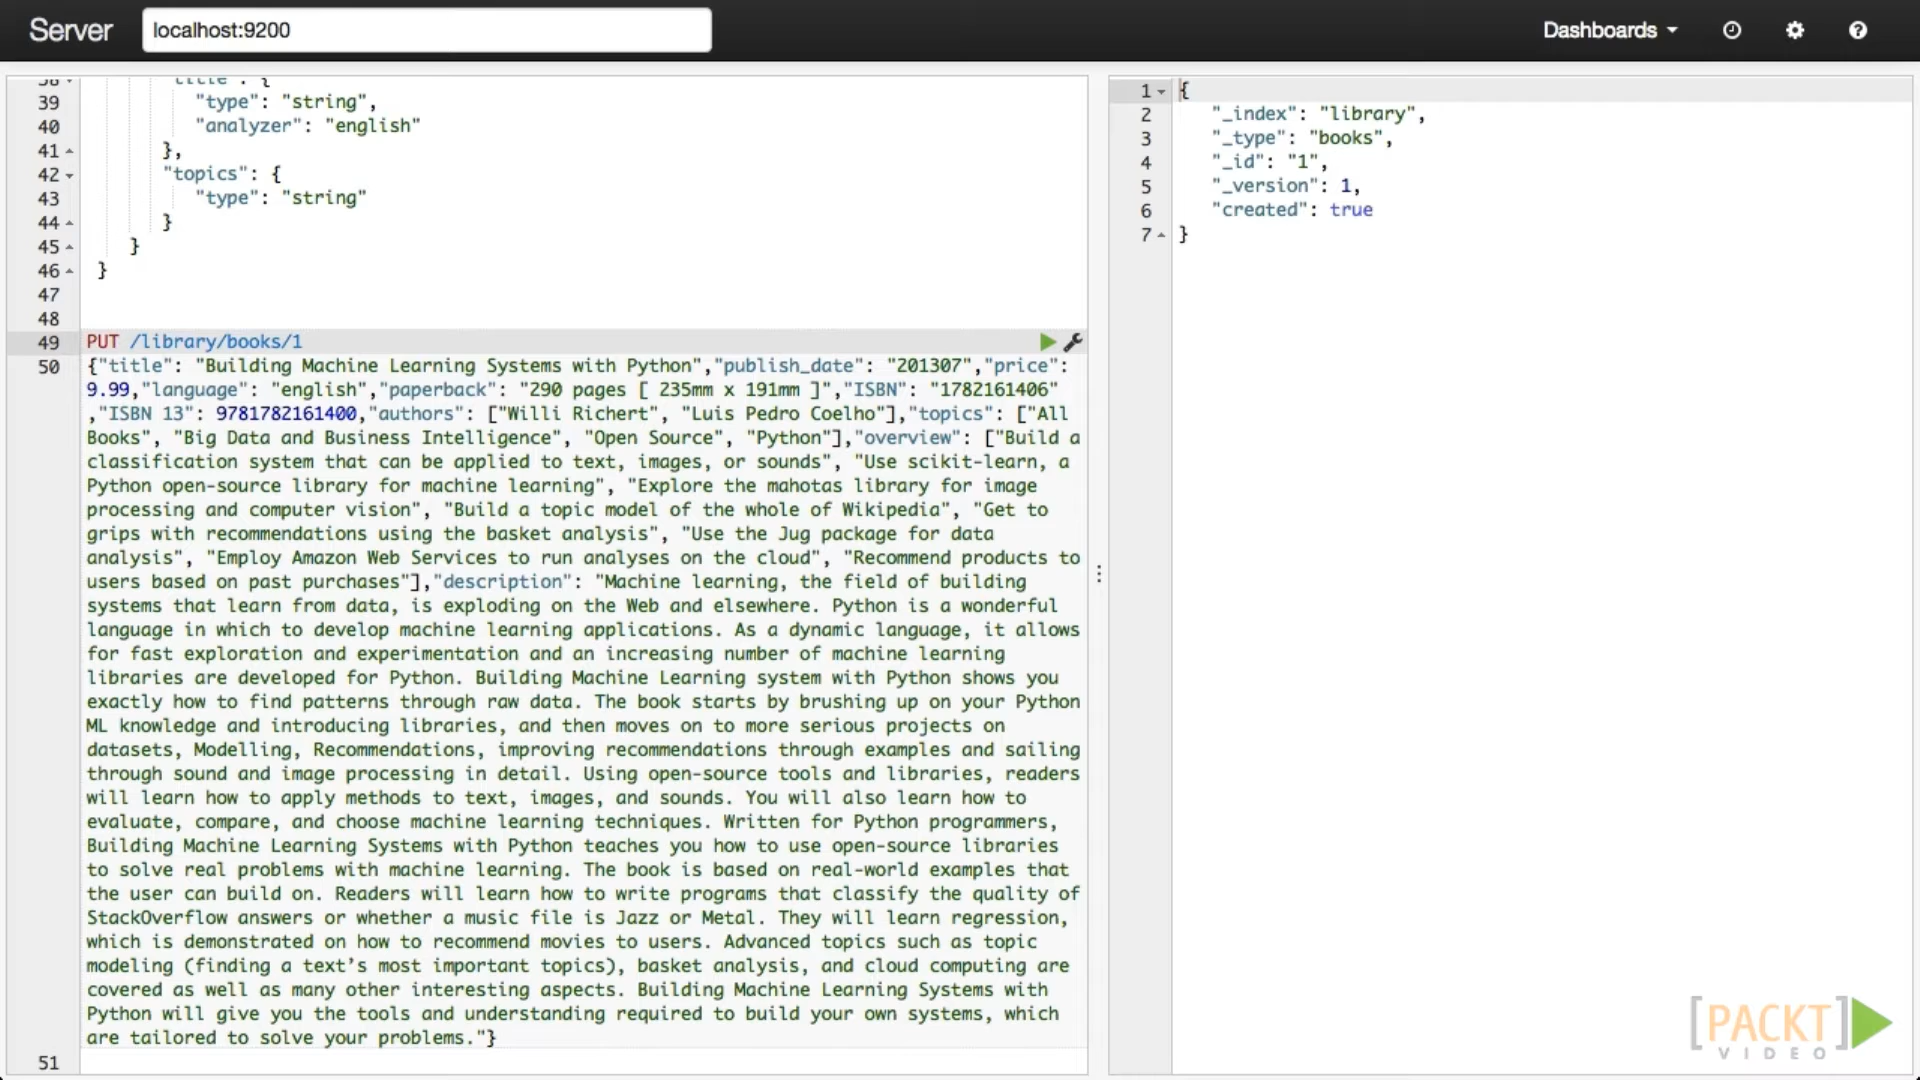 Server localhost:9200 Dashboards
38 "title": {
39 "type": "string",
40 "analyzer": "english"
41 },
42 "topics": {
43 "type": "string"
44 }
45 }
46 }
47
48
49 PUT /library/books/1
50 {"title": "Building Machine Learning Systems with Python","publish_date": "201307","price":
9.99,"language": "english","paperback": "290 pages [ 235mm x 191mm ]","ISBN": "1782161406"
,"ISBN 13": 9781782161400,"authors": ["Willi Richert", "Luis Pedro Coelho"],"topics": ["All
Books", "Big Data and Business Intelligence", "Open Source", "Python"],"overview": ["Build a
classification system that can be applied to text, images, or sounds", "Use scikit-learn, a
Python open-source library for machine learning", "Explore the mahotas library for image
processing and computer vision", "Build a topic model of the whole of Wikipedia", "Get to
grips with recommendations using the basket analysis", "Use the Jug package for data
analysis", "Employ Amazon Web Services to run analyses on the cloud", "Recommend products to
users based on past purchases"],"description": "Machine learning, the field of building
systems that learn from data, is exploding on the Web and elsewhere. Python is a wonderful
language in which to develop machine learning applications. As a dynamic language, it allows
for fast exploration and experimentation and an increasing number of machine learning
libraries are developed for Python. Building Machine Learning system with Python shows you
exactly how to find patterns through raw data. The book starts by brushing up on your Python
ML knowledge and introducing libraries, and then moves on to more serious projects on
datasets, Modelling, Recommendations, improving recommendations through examples and sailing
through sound and image processing in detail. Using open-source tools and libraries, readers
will learn how to apply methods to text, images, and sounds. You will also learn how to
evaluate, compare, and choose machine learning techniques. Written for Python programmers,
Building Machine Learning Systems with Python teaches you how to use open-source libraries
to solve real problems with machine learning. The book is based on real-world examples that
the user can build on. Readers will learn how to write programs that classify the quality of
StackOverflow answers or whether a music file is Jazz or Metal. They will learn regression,
which is demonstrated on how to recommend movies to users. Advanced topics such as topic
modeling (finding a text’s most important topics), basket analysis, and cloud computing are
covered as well as many other interesting aspects. Building Machine Learning Systems with
Python will give you the tools and understanding required to build your own systems, which
are tailored to solve your problems."}
51
1 {
2 "_index": "library",
3 "_type": "books",
4 "_id": "1",
5 "_version": 1,
6 "created": true
7 }
[PACKT]
VIDEO